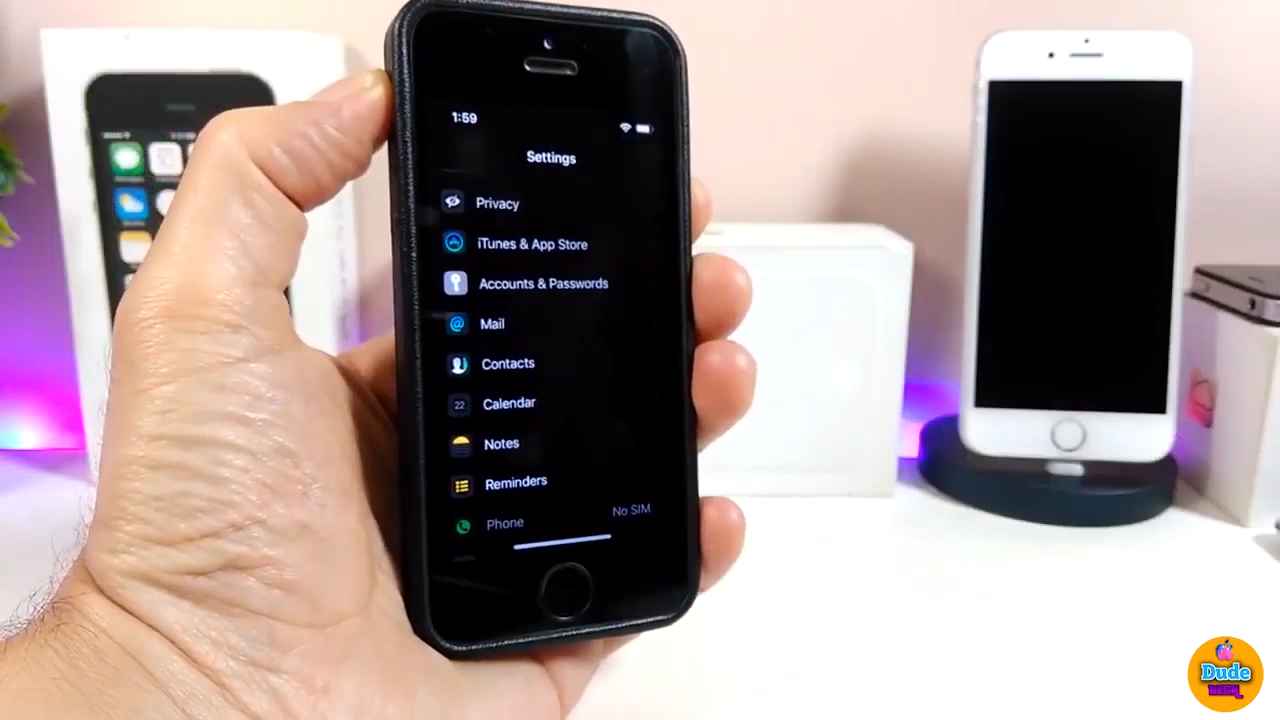 1:59
Settings
Privacy
iTunes & App Store
Accounts & Passwords
Mail
Contacts
22
Calendar
Notes
Reminders
Phone
No SIM
Dude